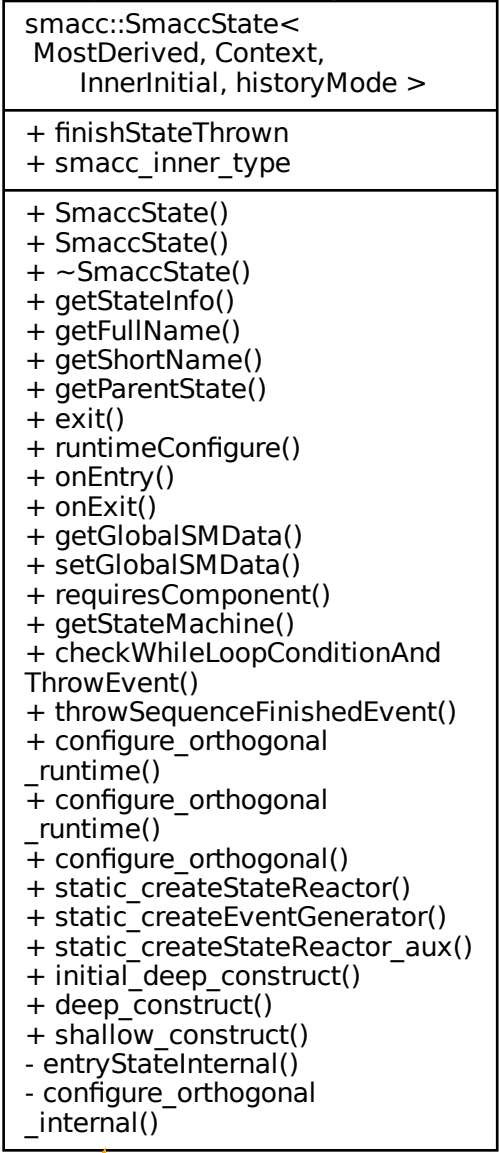 smacc::SmaccState<
MostDerived, Context,
InnerInitial, historyMode >
+ finishStateThrown
+ smacc_inner_type
+ SmaccState()
+ SmaccState()
+ ~SmaccState()
+ getStateInfo()
+ getFullName()
+ getShortName()
+ getParentState()
+ exit()
+ runtimeConfigure()
+ onEntry()
+ onExit()
+ getGlobalSMData()
+ setGlobalSMData()
+ requiresComponent()
+ getStateMachine()
+ checkWhileLoopConditionAnd
ThrowEvent()
+ throwSequenceFinishedEvent()
+ configure_orthogonal
_runtime()
+ configure_orthogonal
_runtime()
+ configure_orthogonal()
+ static_createStateReactor()
+ static_createEventGenerator()
+ static_createStateReactor_aux()
+ initial_deep_construct()
+ deep_construct()
+ shallow_construct()
- entryStateInternal()
- configure_orthogonal
_internal()